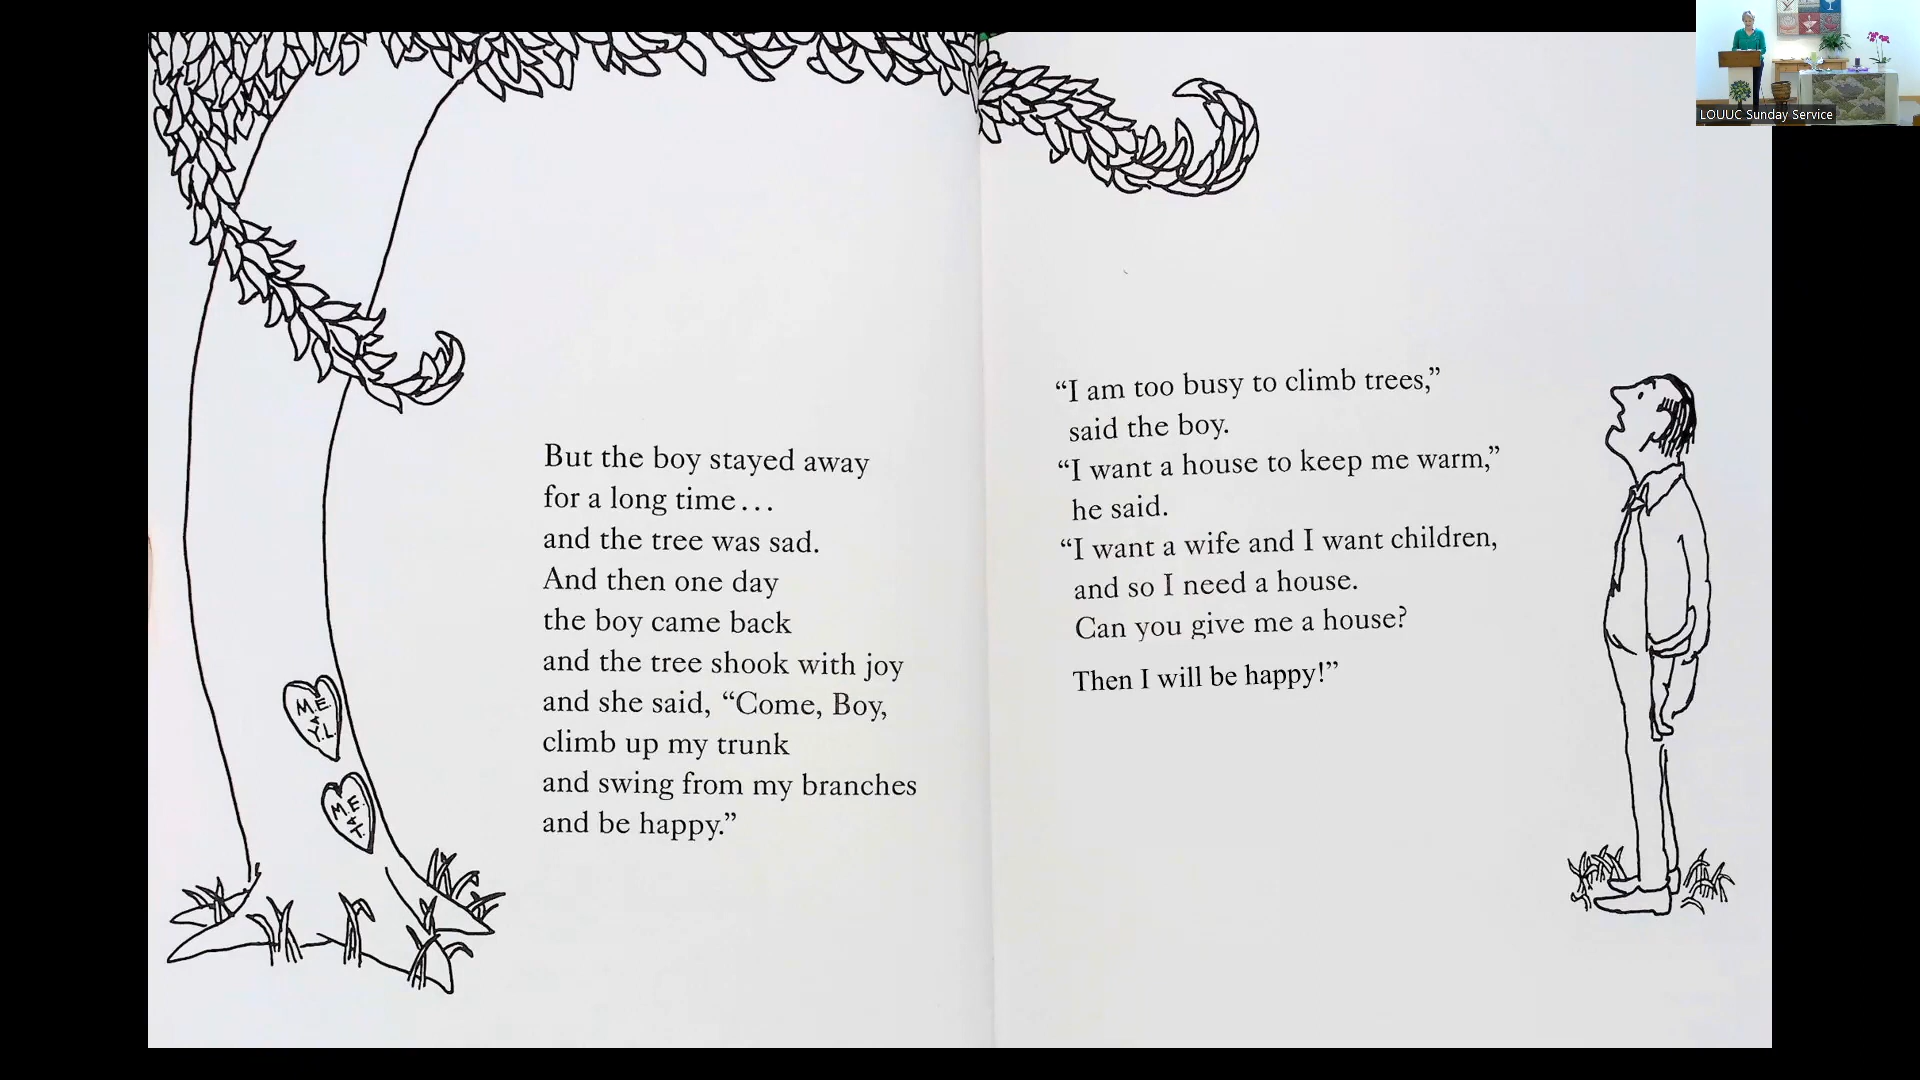 LOUUC Sunday Service
M.E.
&
Y.L.
M.E.
&
T.
But the boy stayed away
for a long time...
and the tree was sad.
And then one day
the boy came back
and the tree shook with joy
and she said, “Come, Boy,
climb up my trunk
and swing from my branches
and be happy.”
“I am too busy to climb trees,”
said the boy.
“I want a house to keep me warm,”
he said.
“I want a wife and I want children,
and so I need a house.
Can you give me a house?
Then I will be happy!”